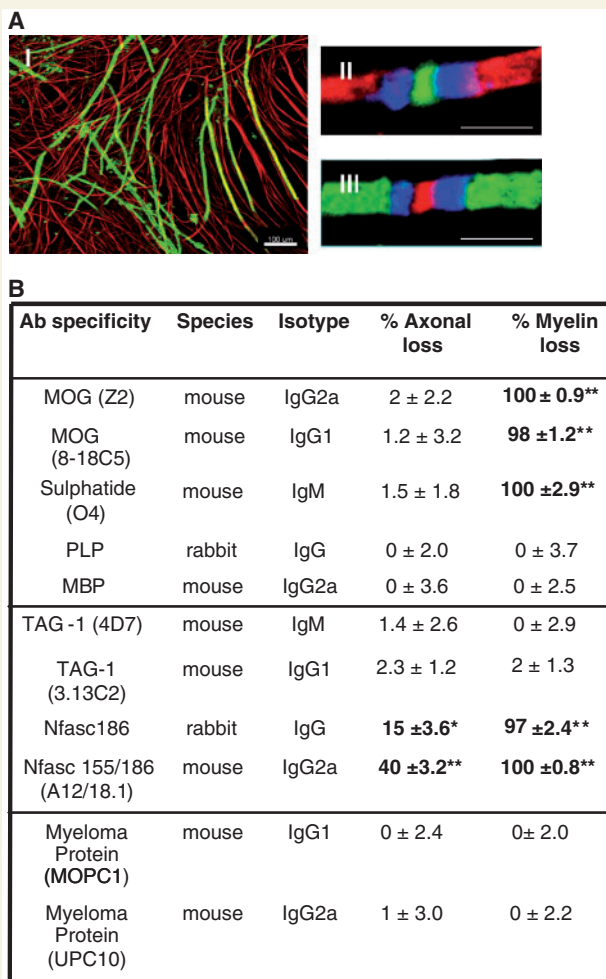 A
I
II
III
100 um
B
Ab specificity Species Isotype % Axonal loss % Myelin loss
MOG (Z2) mouse IgG2a 2 ± 2.2 100 ± 0.9**
MOG (8-18C5) mouse IgG1 1.2 ± 3.2 98 ±1.2**
Sulphatide (O4) mouse IgM 1.5 ± 1.8 100 ±2.9**
PLP rabbit IgG 0 ± 2.0 0 ± 3.7
MBP mouse IgG2a 0 ± 3.6 0 ± 2.5
TAG -1 (4D7) mouse IgM 1.4 ± 2.6 0 ± 2.9
TAG-1 (3.13C2) mouse IgG1 2.3 ± 1.2 2 ± 1.3
Nfasc186 rabbit IgG 15 ±3.6* 97 ±2.4**
Nfasc 155/186 (A12/18.1) mouse IgG2a 40 ±3.2** 100 ±0.8**
Myeloma Protein (MOPC1) mouse IgG1 0 ± 2.4 0± 2.0
Myeloma Protein (UPC10) mouse IgG2a 1 ± 3.0 0 ± 2.2